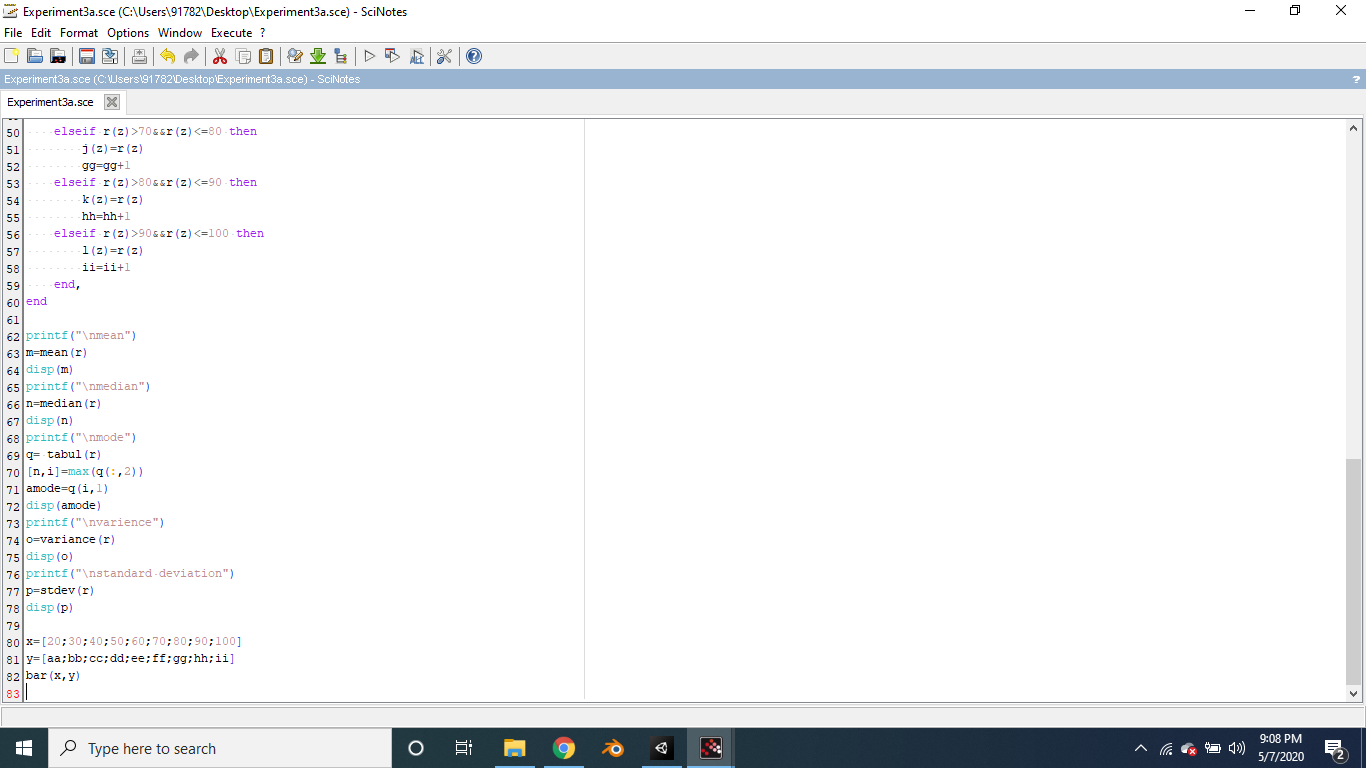 Experiment3a.sce (C:\Users\91782\Desktop\Experiment3a.sce) - SciNotes
File Edit Format Options Window Execute ?
Experiment3a.sce (C:\Users\91782\Desktop\Experiment3a.sce) - SciNotes ?
Experiment3a.sce
50 elseif r(z)>70&&r(z)<=80 then
51 j(z)=r(z)
52 gg=gg+1
53 elseif r(z)>80&&r(z)<=90 then
54 k(z)=r(z)
55 hh=hh+1
56 elseif r(z)>90&&r(z)<=100 then
57 l(z)=r(z)
58 ii=ii+1
59 end,
60 end
61
62 printf("\nmean")
63 m=mean(r)
64 disp(m)
65 printf("\nmedian")
66 n=median(r)
67 disp(n)
68 printf("\nmode")
69 q= tabul(r)
70 [n,i]=max(q(:,2))
71 amode=q(i,1)
72 disp(amode)
73 printf("\nvarience")
74 o=variance(r)
75 disp(o)
76 printf("\nstandard deviation")
77 p=stdev(r)
78 disp(p)
79
80 x=[20;30;40;50;60;70;80;90;100]
81 y=[aa;bb;cc;dd;ee;ff;gg;hh;ii]
82 bar(x,y)
83
Type here to search
9:08 PM
5/7/2020
2